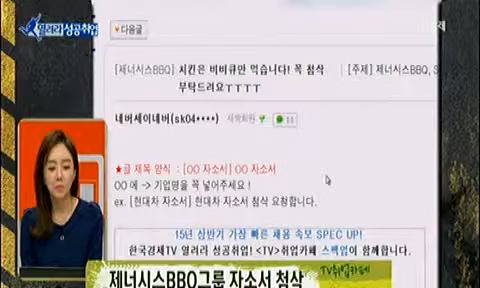 열려라 성공취업
다음글
[제너시스BBQ] 치킨은 비비큐만 먹습니다! 꼭 첨삭
부탁드려요ㅜㅜㅜㅜ
[주제] 제너시스BBQ, S
네버세이네버(sk04****)
새싹회원
★글 제목 양식 : [OO 자소서] OO 자소서
OO 에 -> 기업명을 꼭 넣어주세요 !
ex. [현대차 자소서] 현대차 자소서 첨삭 요청합니다.
15년 상반기 가장 빠른 채용 속보 SPEC UP!
한국경제TV 열려라 성공취업! <TV>취업카페 스펙업이 함께합니다.
TV취업카페
제너시스BBQ그룹 자소서 첨삭